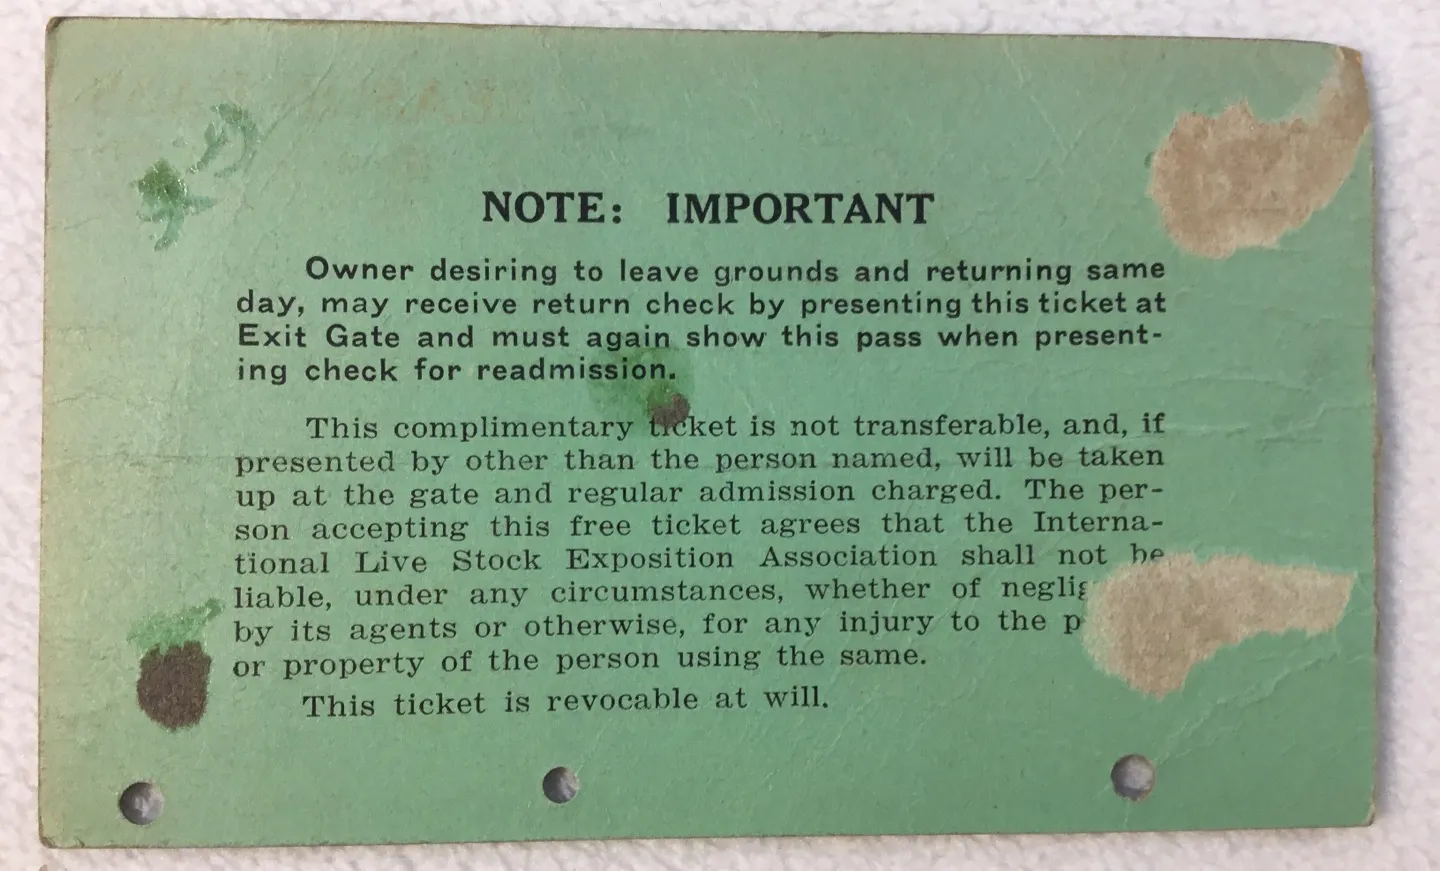 NOTE: IMPORTANT
Owner desiring to leave grounds and returning same
day, may receive return check by presenting this ticket at
Exit Gate and must again show this pass when present-
ing check for readmission.
This complimentary ticket is not transferable, and, if
presented by other than the person named, will be taken
up at the gate and regular admission charged. The per-
son accepting this free ticket agrees that the Interna-
tional Live Stock Exposition Association shall not be
liable, under any circumstances, whether of
by its agents or otherwise, for any injury to the
or property of the person using the same.
This ticket is revocable at will.